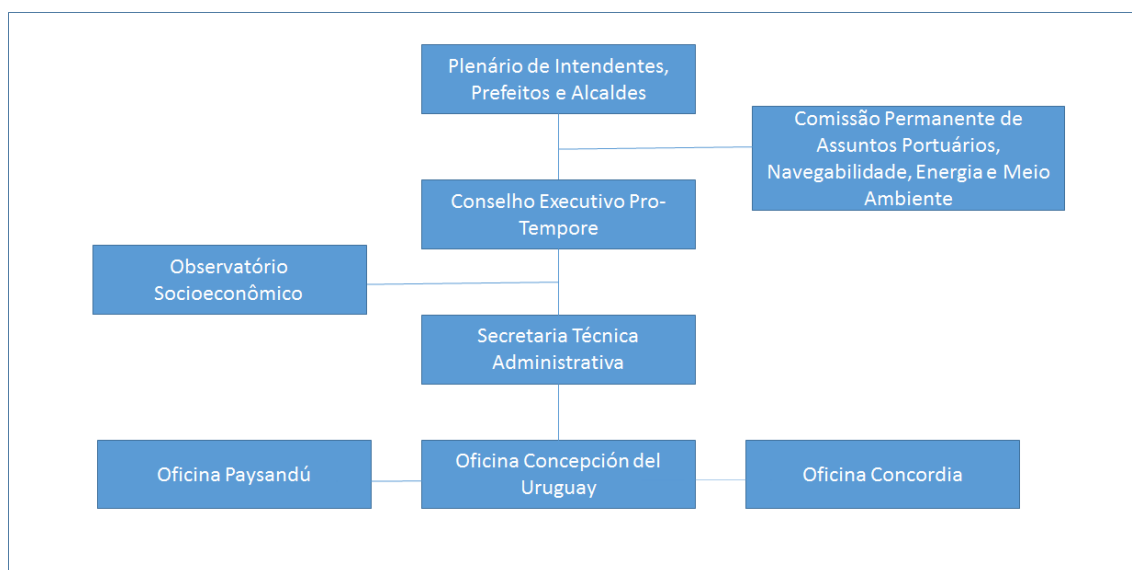 Plenário de Intendentes,
Prefeitos e Alcaldes
Comissão Permanente de
Assuntos Portuários,
Navegabilidade, Energia e Meio
Ambiente
Conselho Executivo Pro-
Tempore
Observatório
Socioeconômico
Secretaria Técnica
Administrativa
Oficina Paysandú
Oficina Concepción del
Uruguay
Oficina Concordia